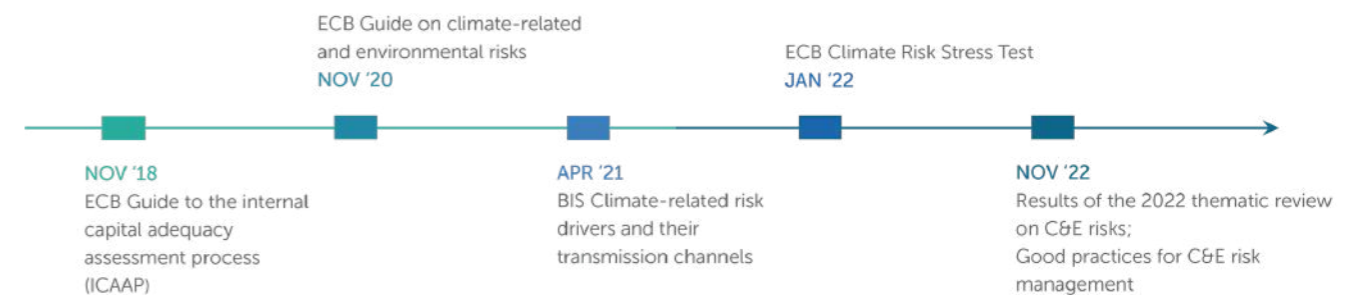 ECB Guide on climate-related
and environmental risks
NOV '20
ECB Climate Risk Stress Test
JAN '22
NOV '18
ECB Guide to the internal
capital adequacy
assessment process
(ICAAP)
APR '21
BIS Climate-related risk
drivers and their
transmission channels
NOV '22
Results of the 2022 thematic review
on C&E risks;
Good practices for C&E risk
management